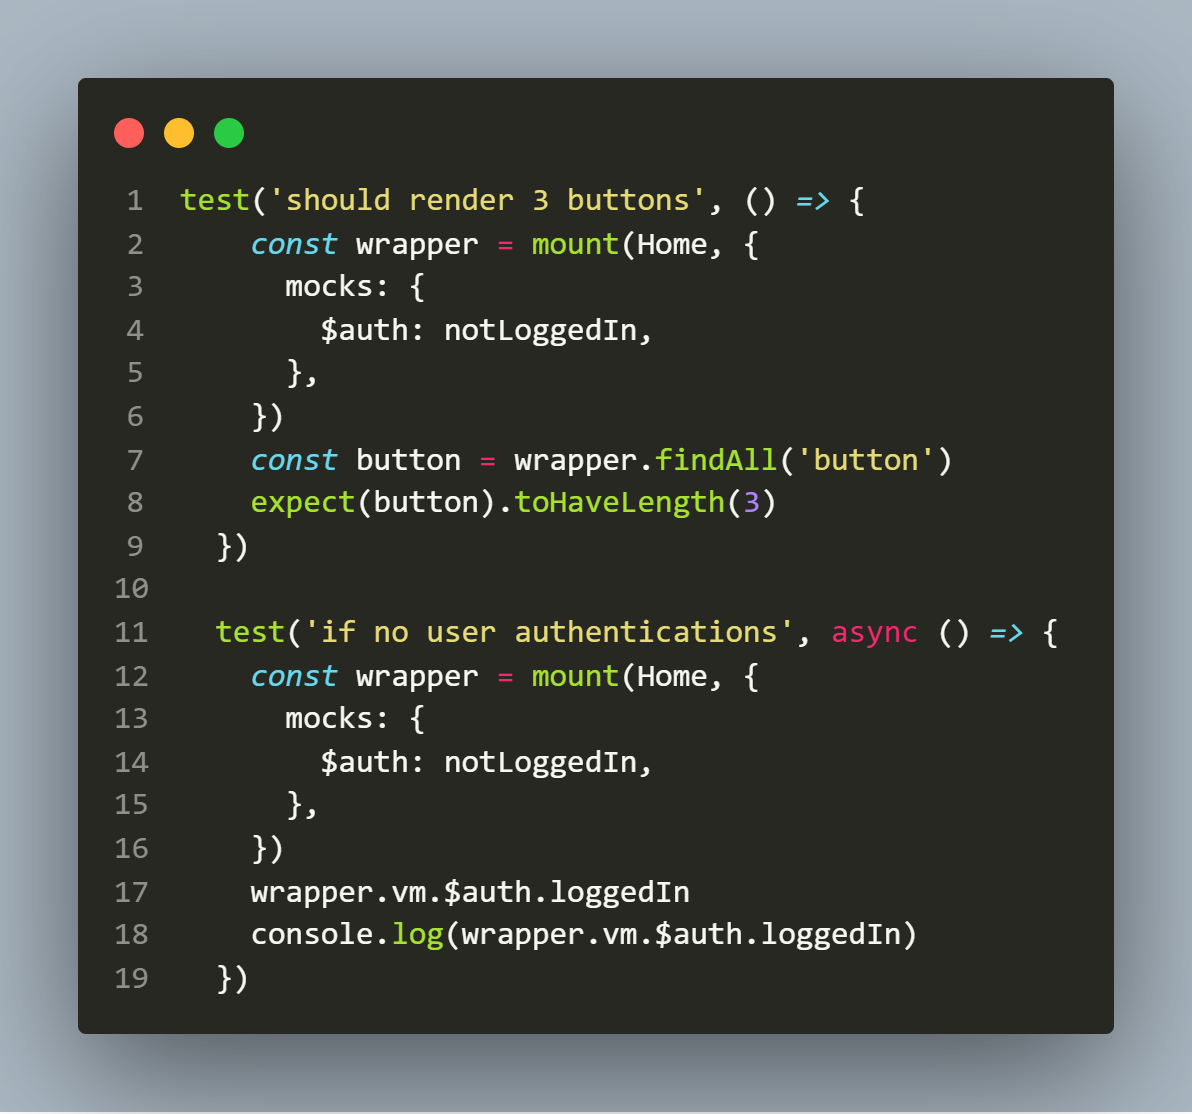 1 test('should render 3 buttons', () => {
2     const wrapper = mount(Home, {
3       mocks: {
4         $auth: notLoggedIn,
5       },
6     })
7     const button = wrapper.findAll('button')
8     expect(button).toHaveLength(3)
9   })
10
11   test('if no user authentications', async () => {
12     const wrapper = mount(Home, {
13       mocks: {
14         $auth: notLoggedIn,
15       },
16     })
17     wrapper.vm.$auth.loggedIn
18     console.log(wrapper.vm.$auth.loggedIn)
19   })